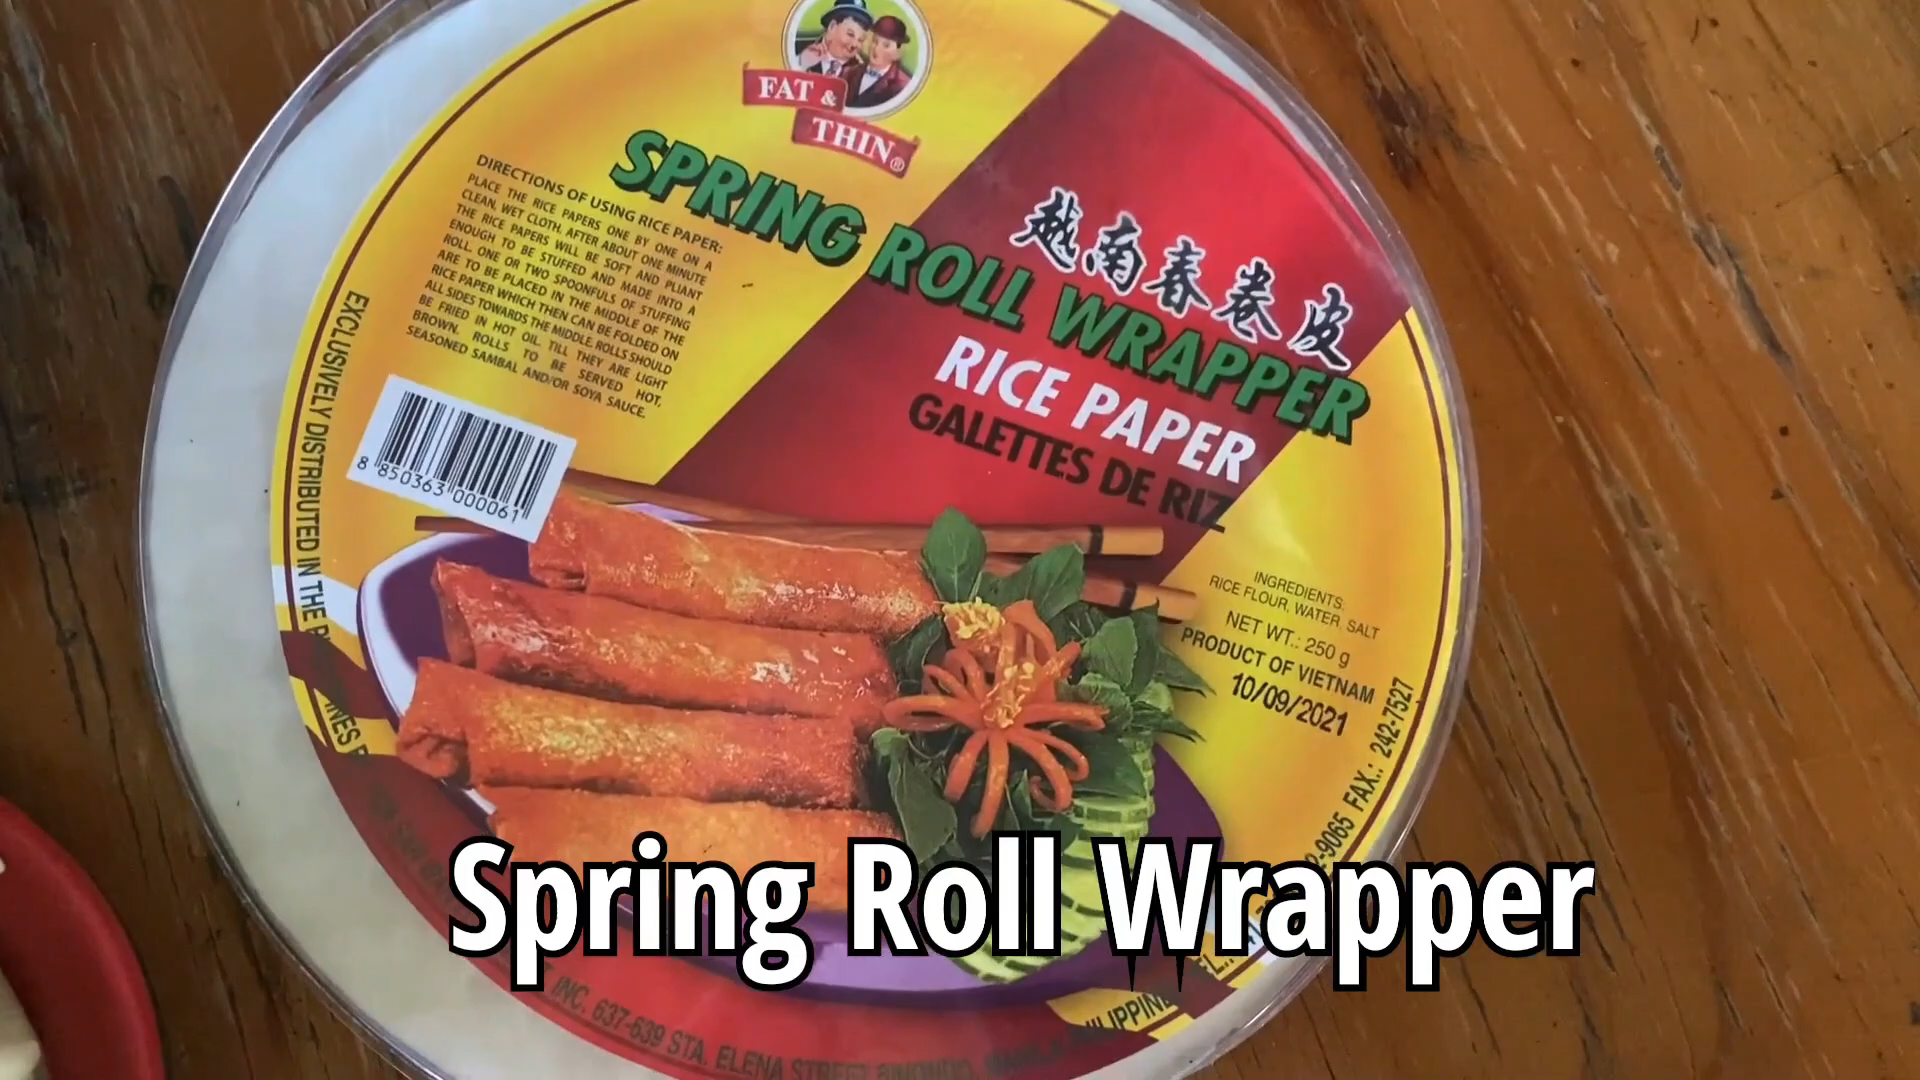 FAT &
THIN®
SPRING ROLL WRAPPER
越南春卷皮
RICE PAPER
GALETTES DE RIZ
DIRECTIONS OF USING RICE PAPER:
PLACE THE RICE PAPERS ONE BY ONE ON A
CLEAN, WET CLOTH. AFTER ABOUT ONE MINUTE
THE RICE PAPERS WILL BE SOFT AND PLIANT
ENOUGH TO BE STUFFED AND MADE INTO A
ROLL. ONE OR TWO SPOONFULS OF STUFFING
ARE TO BE PLACED IN THE MIDDLE OF THE
RICE PAPER WHICH THEN CAN BE FOLDED ON
ALL SIDES TOWARDS THE MIDDLE. ROLLS SHOULD
BE FRIED IN HOT OIL TILL THEY ARE LIGHT
BROWN. ROLLS TO BE SERVED HOT,
SEASONED SAMBAL AND/OR SOYA SAUCE.
8 850363 000061
INGREDIENTS:
RICE FLOUR, WATER, SALT
NET WT.: 250 g
PRODUCT OF VIETNAM
10/09/2021
EXCLUSIVELY DISTRIBUTED IN THE
INC. 637-639 STA. ELENA STREET BINONDO,
2-9065 FAX.: 242-7527
Spring Roll Wrapper